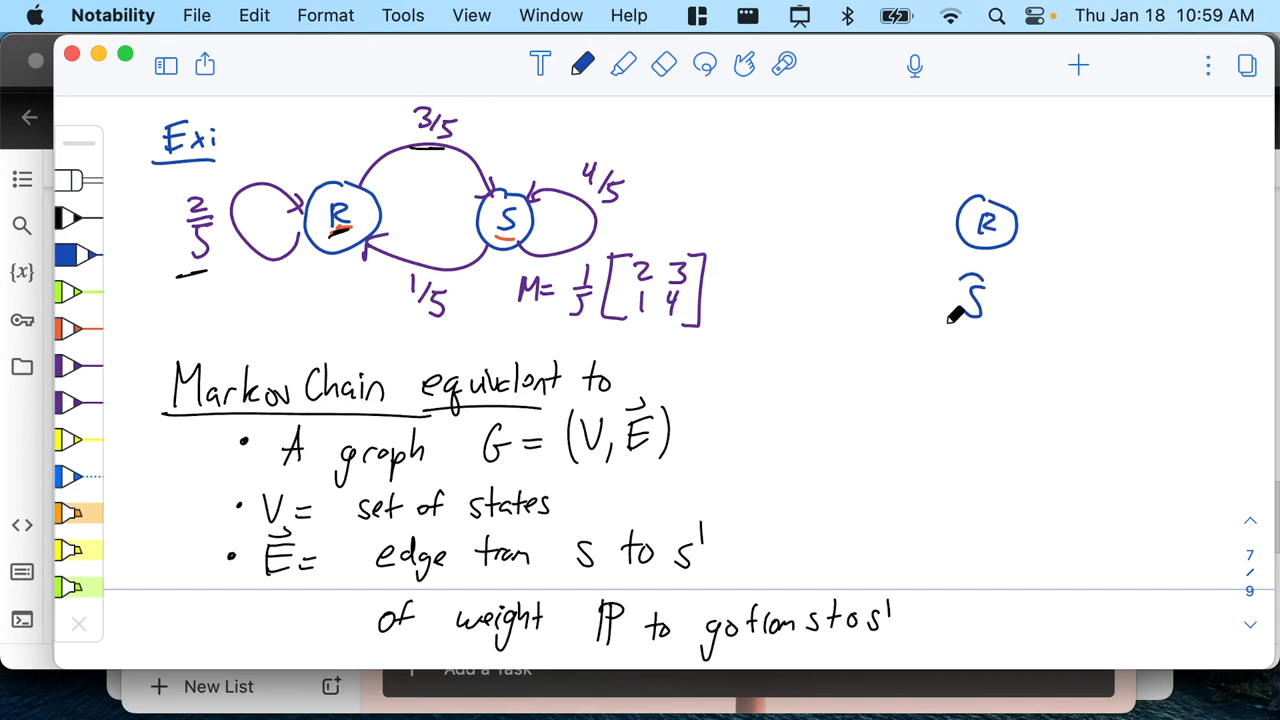 Notability File Edit Format Tools View Window Help Thu Jan 18 10:59 AM
Exi
3/5
4/5
2/5
R
S
R
1/5
M = 1/5 [2 3
1 4]
S
Markov Chain equivalent to
• A graph G = (V, E⃗)
• V = set of states
• E⃗ = edge from s to s'
of weight ℙ to go from s to s'
7
/
9
Add a Task
New List